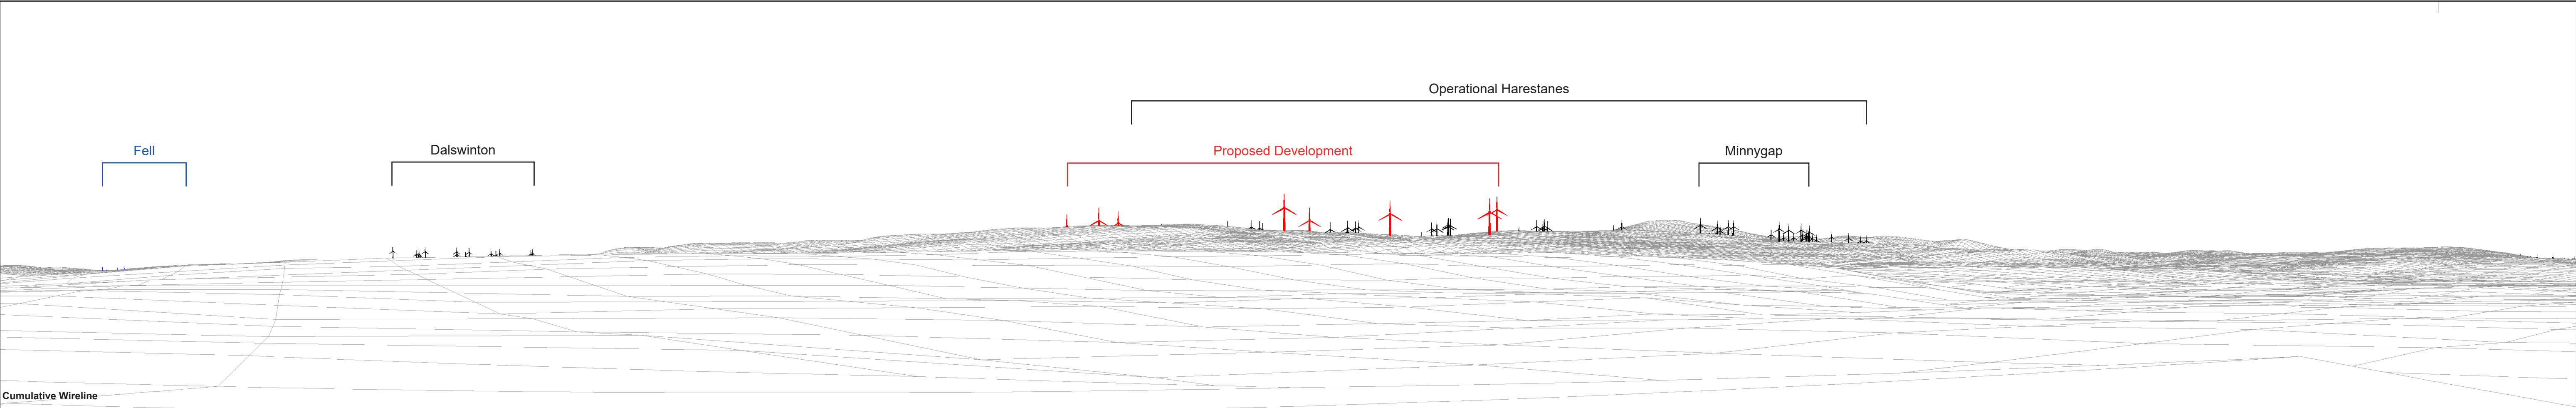 Operational Harestanes
Fell
Dalswinton
Proposed Development
Minnygap
Cumulative Wireline